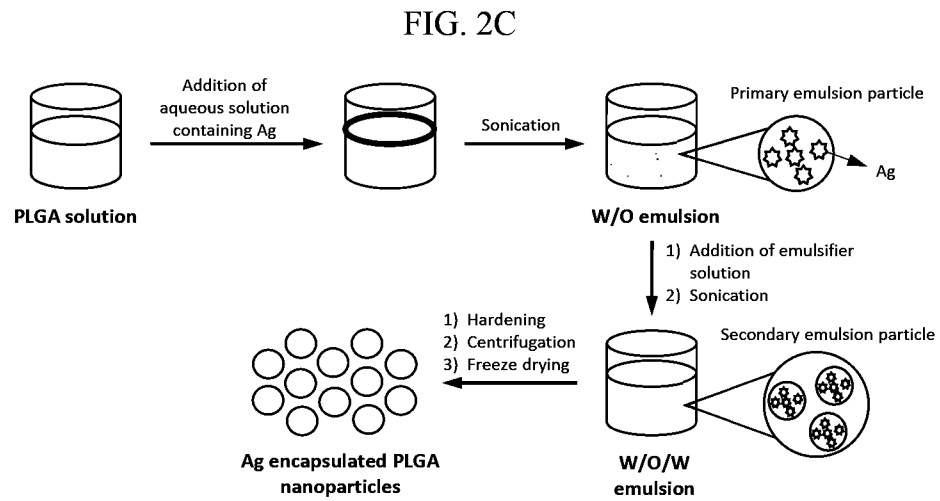 FIG. 2C
Addition of
aqueous solution
containing Ag
Sonication
Primary emulsion particle
Ag
PLGA solution
W/O emulsion
1) Addition of emulsifier
solution
2) Sonication
Secondary emulsion particle
1) Hardening
2) Centrifugation
3) Freeze drying
Ag encapsulated PLGA
nanoparticles
W/O/W
emulsion